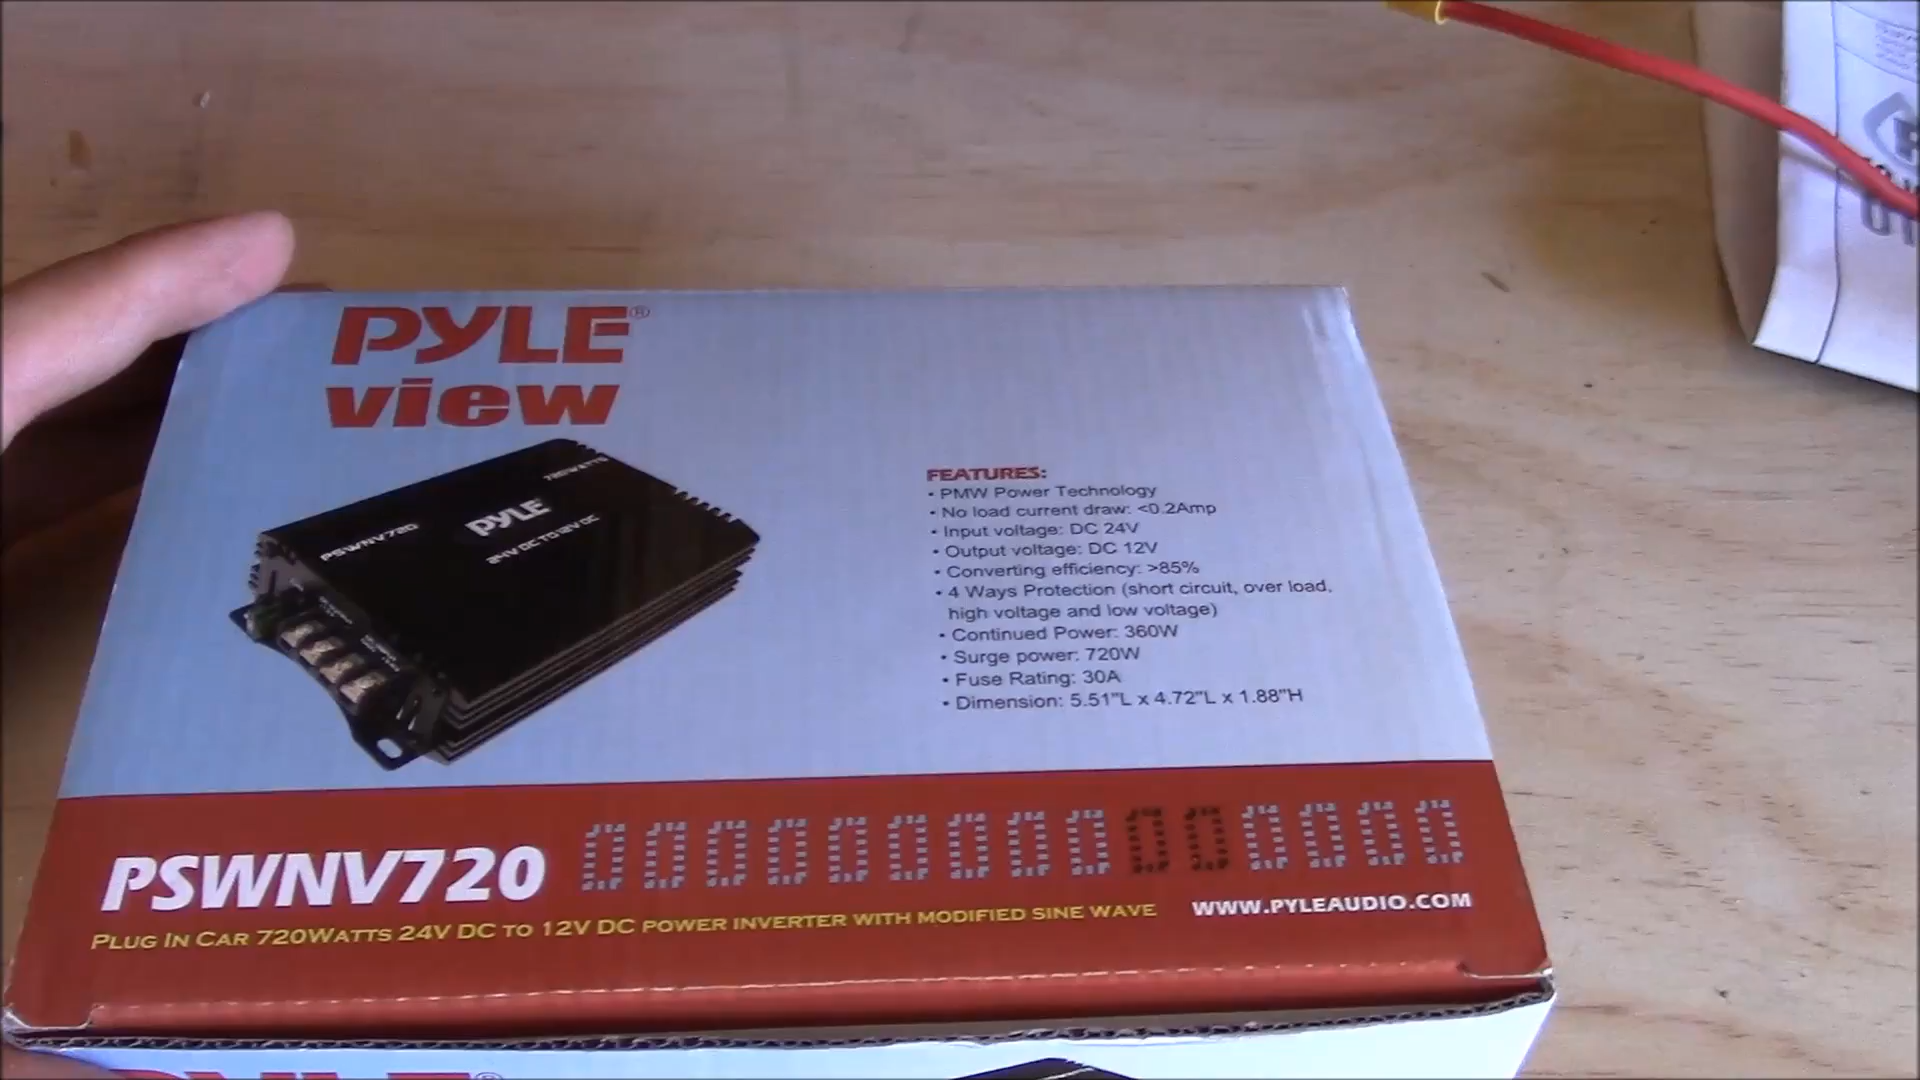 PYLE®
view
720WATTS
PSWNV720
PYLE
24V DC TO 12V DC
FEATURES:
• PMW Power Technology
• No load current draw: <0.2Amp
• Input voltage: DC 24V
• Output voltage: DC 12V
• Converting efficiency: >85%
• 4 Ways Protection (short circuit, over load,
high voltage and low voltage)
• Continued Power: 360W
• Surge power: 720W
• Fuse Rating: 30A
• Dimension: 5.51"L x 4.72"L x 1.88"H
PSWNV720
WWW.PYLEAUDIO.COM
PLUG IN CAR 720WATTS 24V DC TO 12V DC POWER INVERTER WITH MODIFIED SINE WAVE
PYLE®